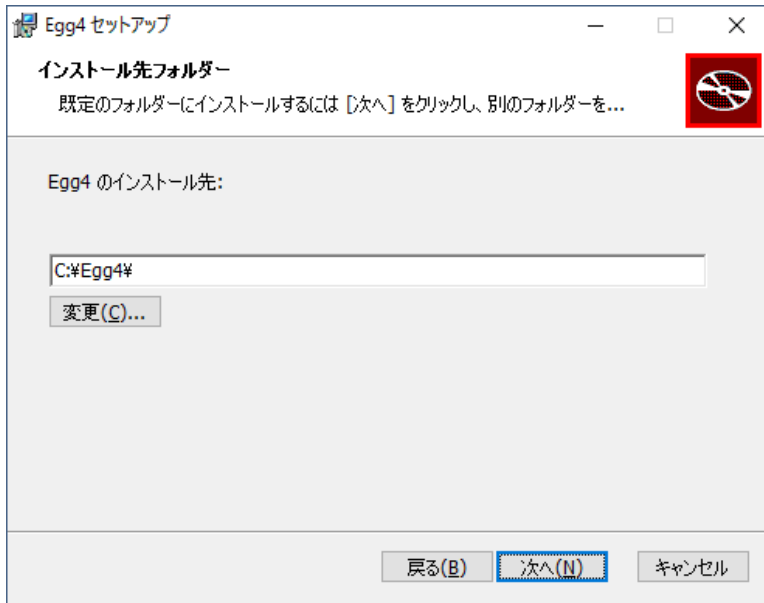 Egg4 セットアップ
インストール先フォルダー
既定のフォルダーにインストールするには [次へ] をクリックし、別のフォルダーを...
Egg4 のインストール先:
C:¥Egg4¥
変更(C)...
戻る(B) 次へ(N) キャンセル